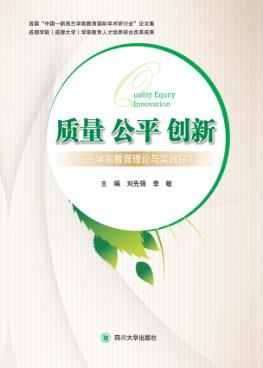 首届“中国—新西兰学前教育国际学术研讨会”论文集
成都学院（成都大学）学前教育人才培养综合改革成果
Quality Equity
Innovation
质量 公平 创新
——学前教育理论与实践探索
主 编 刘先强 李 敏
四川大学出版社